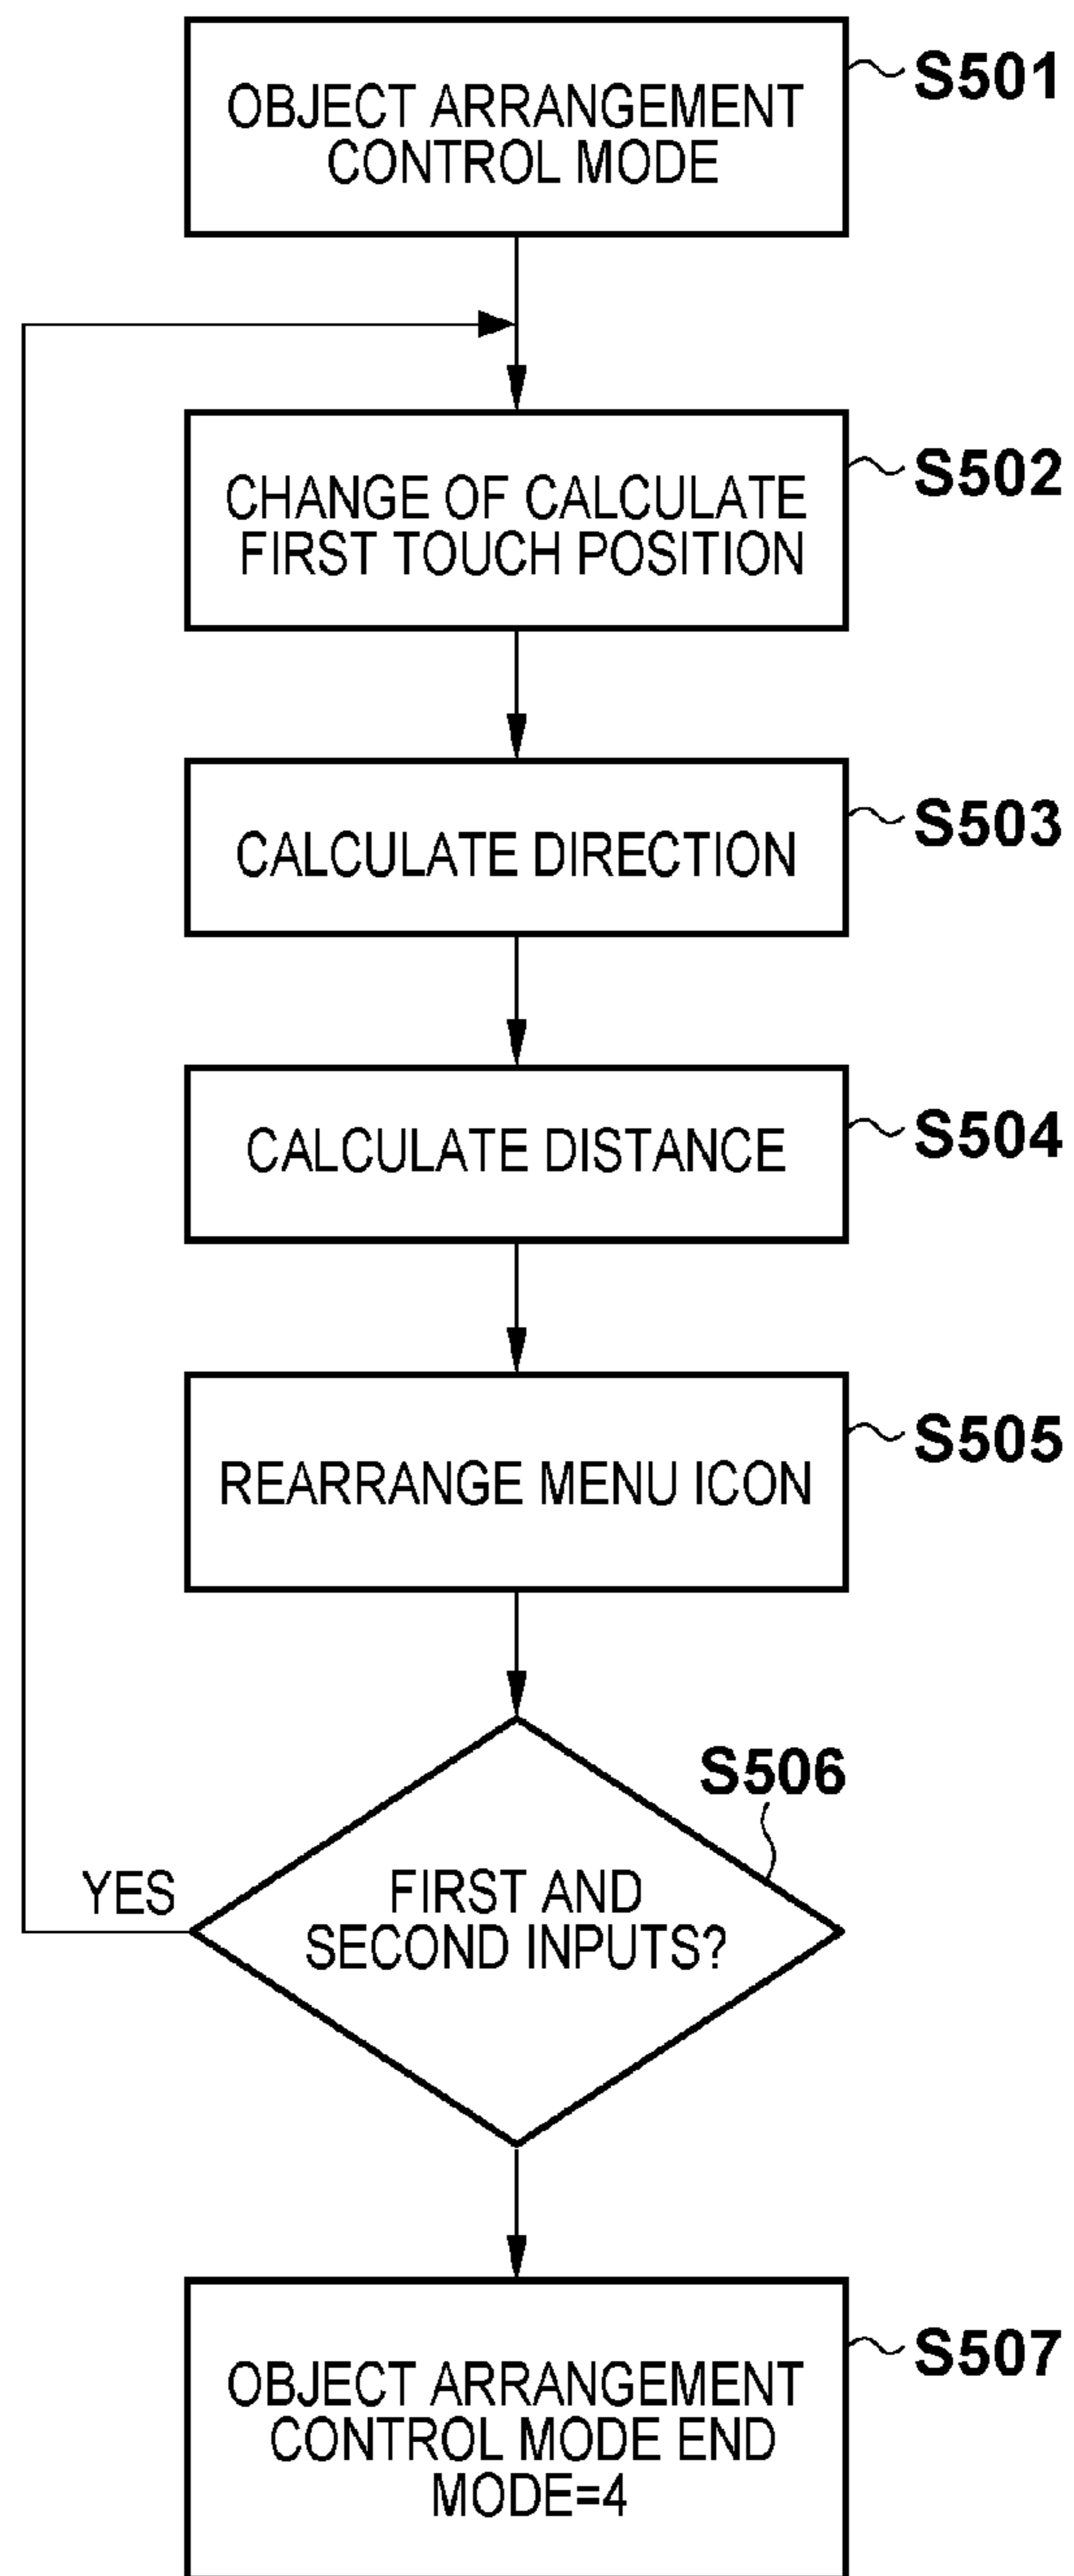 S501
OBJECT ARRANGEMENT
CONTROL MODE
S502
CHANGE OF CALCULATE
FIRST TOUCH POSITION
S503
CALCULATE DIRECTION
S504
CALCULATE DISTANCE
S505
REARRANGE MENU ICON
S506
YES
FIRST AND
SECOND INPUTS?
S507
OBJECT ARRANGEMENT
CONTROL MODE END
MODE=4